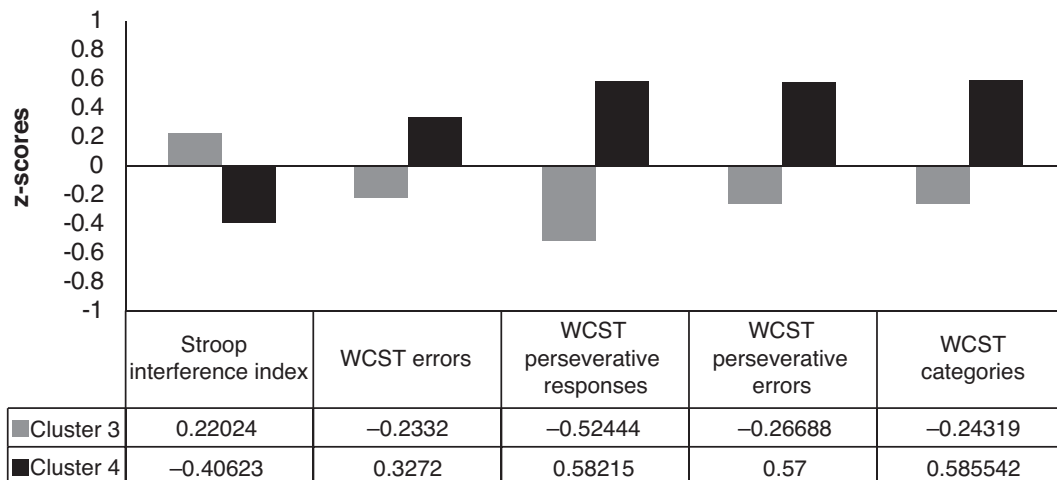 1
0.8
0.6
0.4
0.2
0
-0.2
-0.4
-0.6
-0.8
-1
z-scores
Stroop
interference index
WCST errors
WCST
perseverative
responses
WCST
perseverative
errors
WCST
categories
Cluster 3 0.22024 –0.2332 –0.52444 –0.26688 –0.24319
Cluster 4 –0.40623 0.3272 0.58215 0.57 0.585542